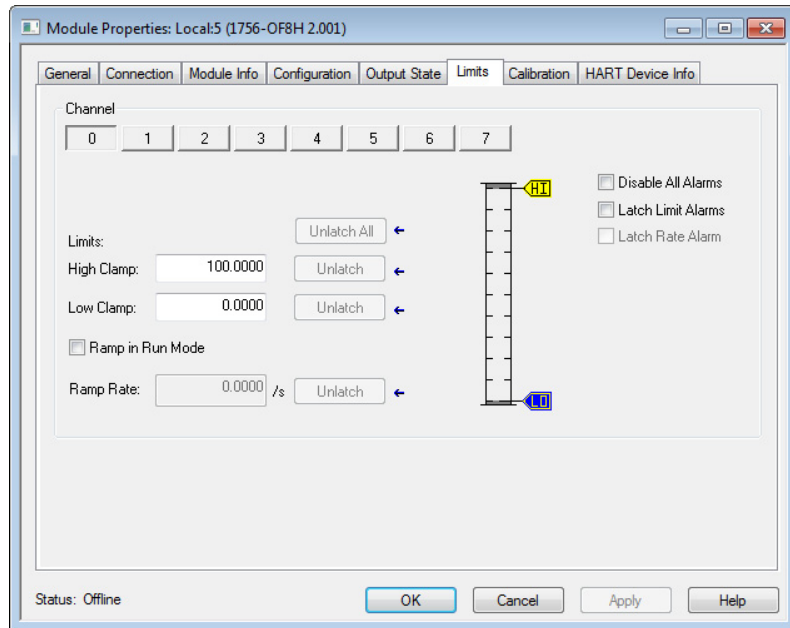 Module Properties: Local:5 (1756-OF8H 2.001)
General Connection Module Info Configuration Output State Limits Calibration HART Device Info
Channel
0 1 2 3 4 5 6 7
HI Disable All Alarms
Latch Limit Alarms
Limits: Unlatch All Latch Rate Alarm
High Clamp: 100.0000 Unlatch
Low Clamp: 0.0000 Unlatch
Ramp in Run Mode
Ramp Rate: 0.0000 /s Unlatch LO
Status: Offline OK Cancel Apply Help